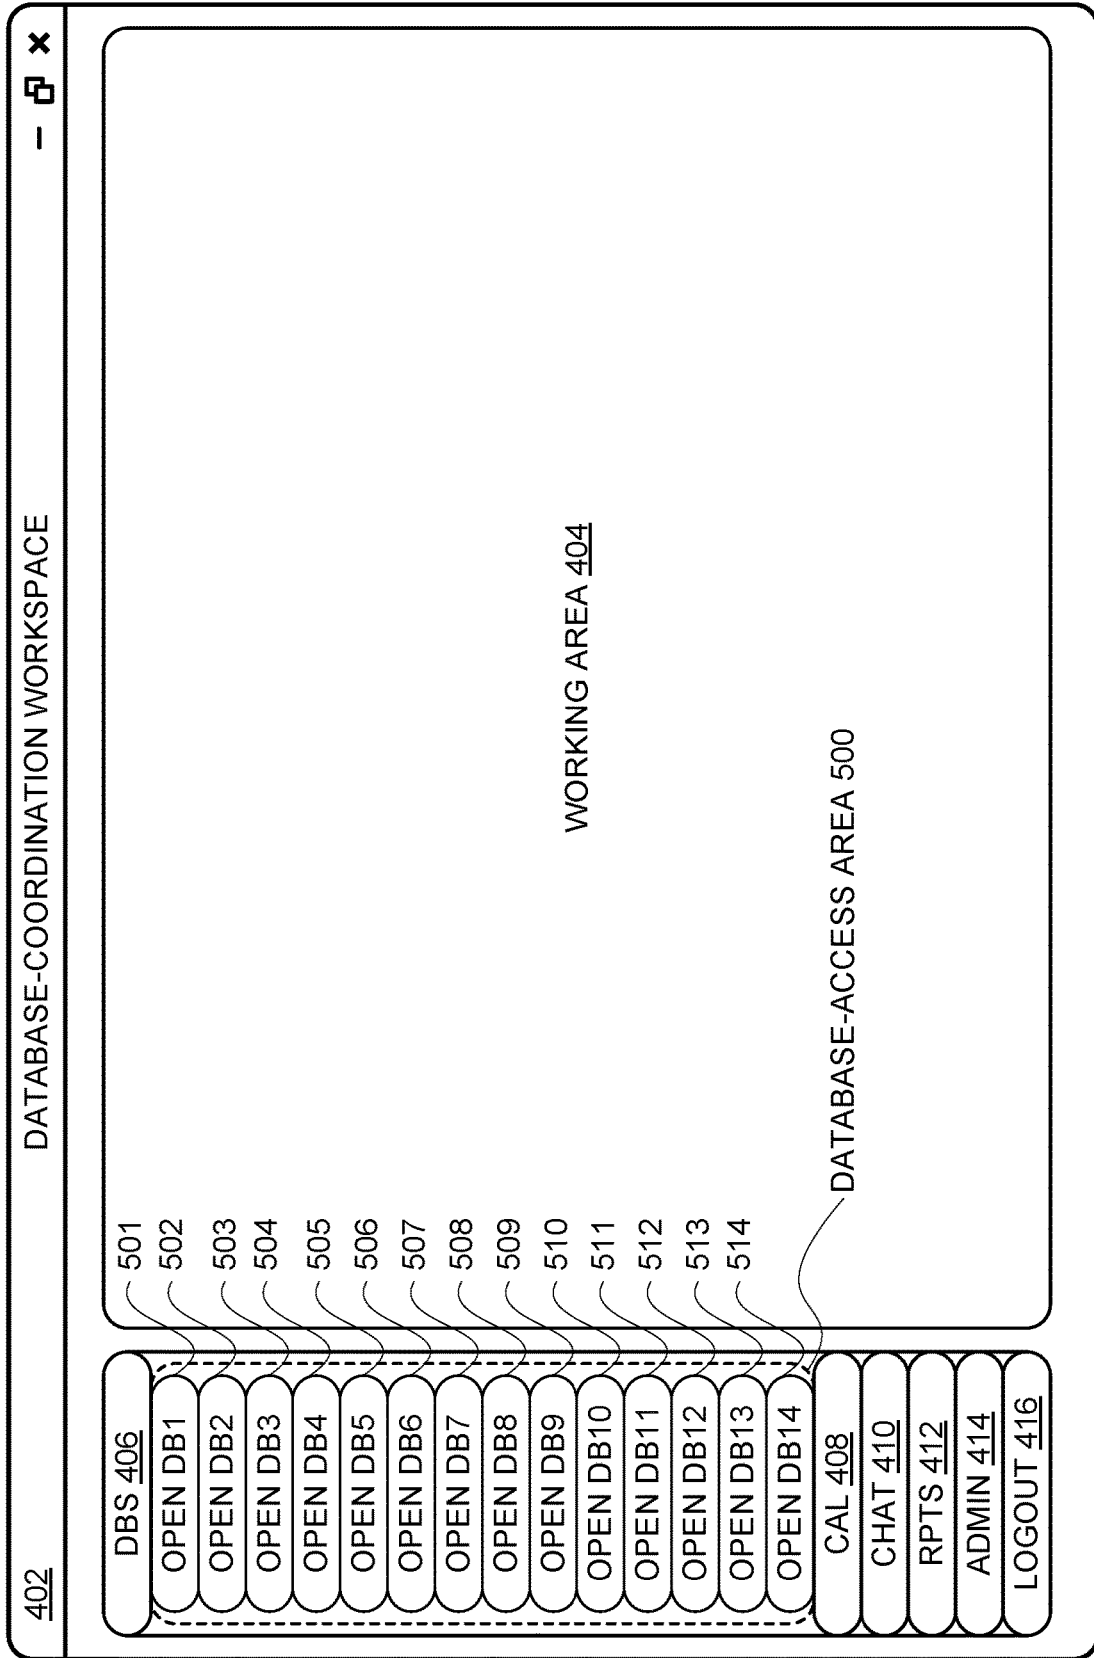 402
DATABASE-COORDINATION WORKSPACE
DBS 406
OPEN DB1
OPEN DB2
OPEN DB3
OPEN DB4
OPEN DB5
OPEN DB6
OPEN DB7
OPEN DB8
OPEN DB9
OPEN DB10
OPEN DB11
OPEN DB12
OPEN DB13
OPEN DB14
CAL 408
CHAT 410
RPTS 412
ADMIN 414
LOGOUT 416
501
502
503
504
505
506
507
508
509
510
511
512
513
514
WORKING AREA 404
DATABASE-ACCESS AREA 500